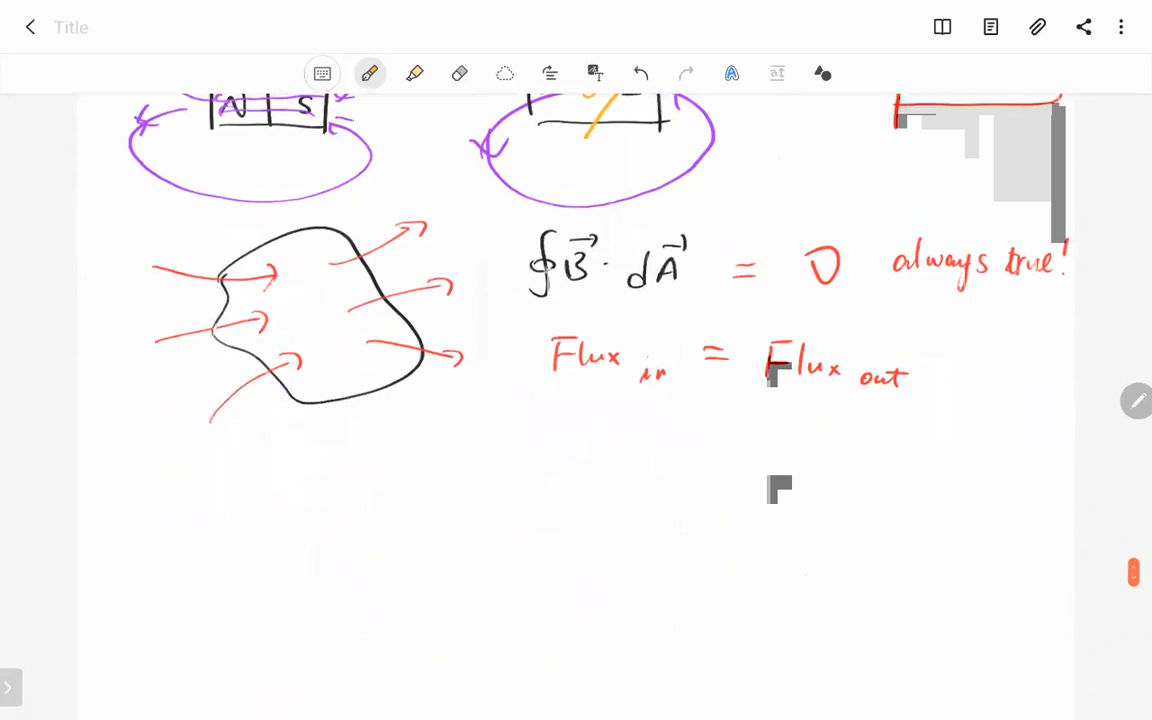 Title
N S
∮B⃗ · dA⃗ = 0 always true!
Flux in = Flux out